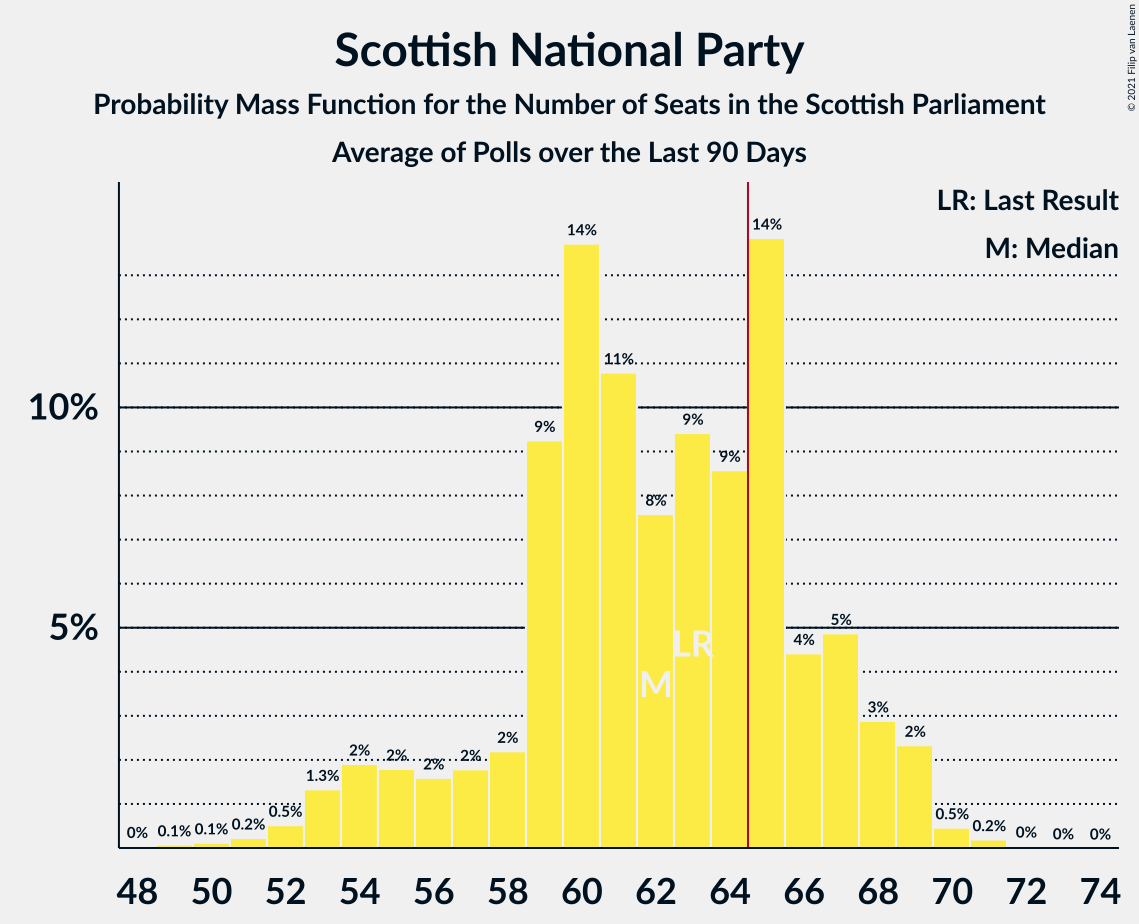 Scottish National Party
Probability Mass Function for the Number of Seats in the Scottish Parliament
Average of Polls over the Last 90 Days
© 2021 Filip van Laenen
LR: Last Result
M: Median
10%
5%
0% 0.1% 0.1% 0.2% 0.5% 1.3% 2% 2% 2% 2% 2% 9% 14% 11% 8% 9% 9% 14% 4% 5% 3% 2% 0.5% 0.2% 0% 0% 0%
LR
M
48 50 52 54 56 58 60 62 64 66 68 70 72 74